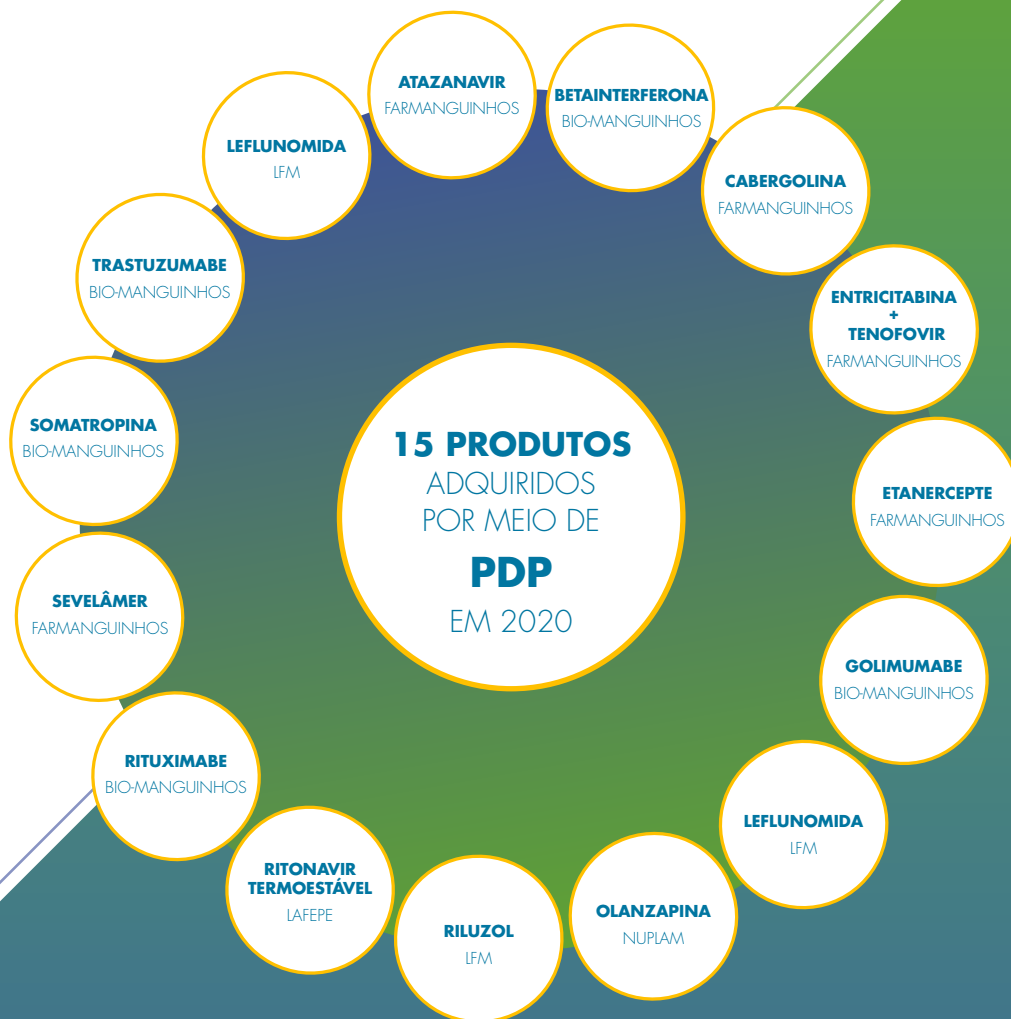 ATAZANAVIR
FARMANGUINHOS
BETAINTERFERONA
BIO-MANGUINHOS
CABERGOLINA
FARMANGUINHOS
ENTRICITABINA
+
TENOFOVIR
FARMANGUINHOS
ETANERCEPTE
FARMANGUINHOS
GOLIMUMABE
BIO-MANGUINHOS
LEFLUNOMIDA
LFM
OLANZAPINA
NUPLAM
RILUZOL
LFM
RITONAVIR
TERMOESTÁVEL
LAFEPE
RITUXIMABE
BIO-MANGUINHOS
SEVELÂMER
FARMANGUINHOS
SOMATROPINA
BIO-MANGUINHOS
TRASTUZUMABE
BIO-MANGUINHOS
LEFLUNOMIDA
LFM
15 PRODUTOS
ADQUIRIDOS
POR MEIO DE
PDP
EM 2020